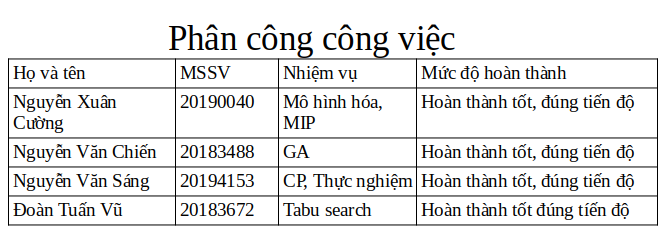 Phân công công việc
Họ và tên MSSV Nhiệm vụ Mức độ hoàn thành
Nguyễn Xuân Cường 20190040 Mô hình hóa, MIP Hoàn thành tốt, đúng tiến độ
Nguyễn Văn Chiến 20183488 GA Hoàn thành tốt, đúng tiến độ
Nguyễn Văn Sáng 20194153 CP, Thực nghiệm Hoàn thành tốt, đúng tiến độ
Đoàn Tuấn Vũ 20183672 Tabu search Hoàn thành tốt đúng tiến độ